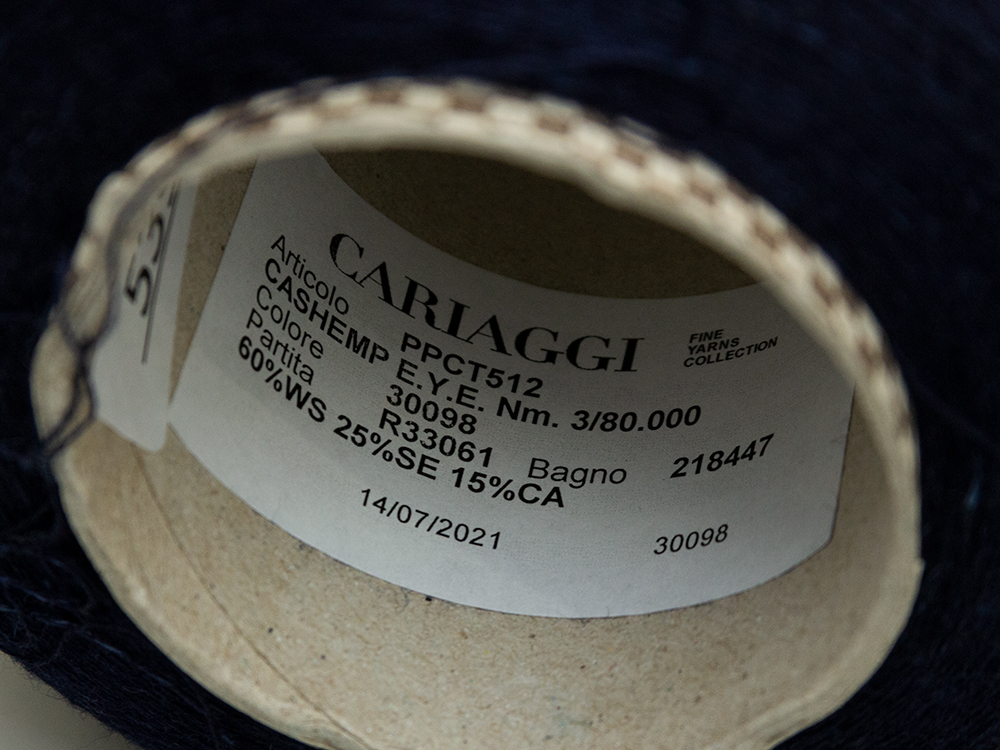 CARIAGGI
FINE
YARNS
COLLECTION
Articolo PPCT512
CASHEMP E.Y.E. Nm. 3/80.000
Colore 30098
Partita R33061 Bagno 218447
60%WS 25%SE 15%CA
14/07/2021 30098